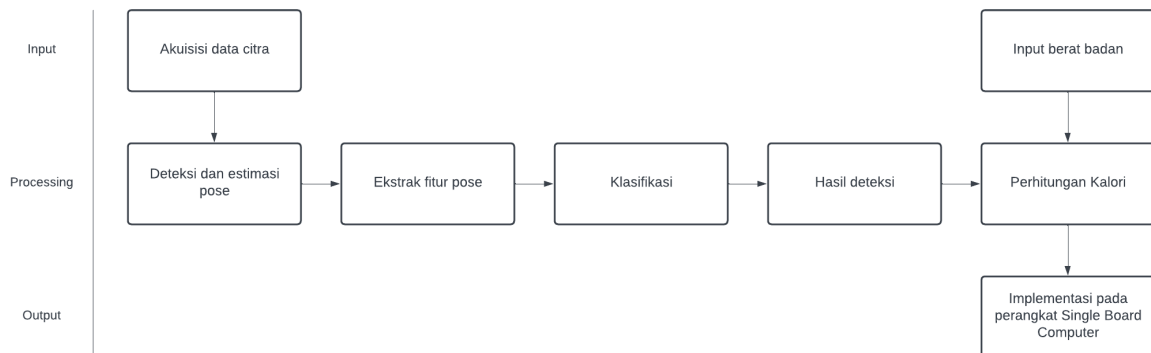 Input
Akuisisi data citra
Input berat badan
Processing
Deteksi dan estimasi
pose
Ekstrak fitur pose
Klasifikasi
Hasil deteksi
Perhitungan Kalori
Output
Implementasi pada
perangkat Single Board
Computer